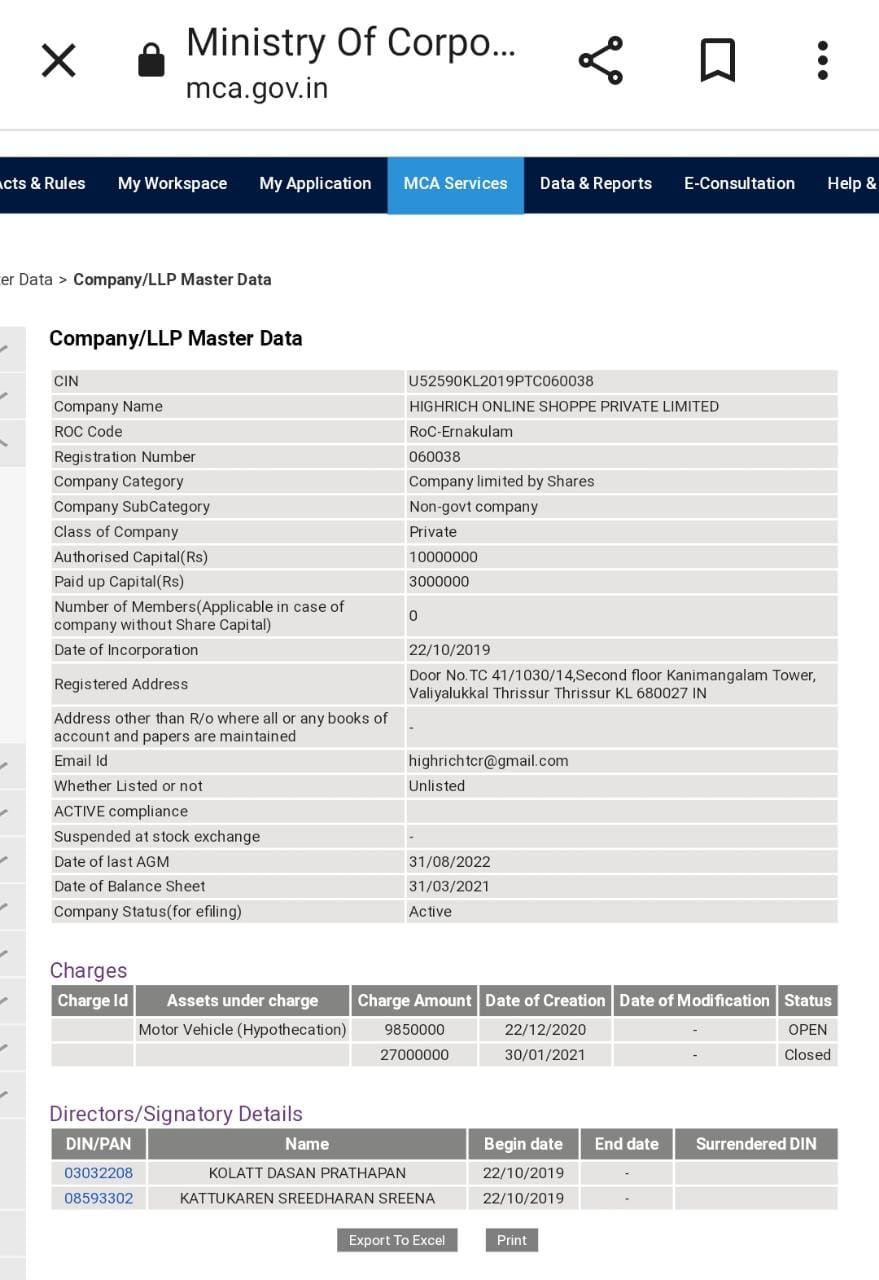 Ministry Of Corpo...
mca.gov.in
Acts & Rules My Workspace My Application MCA Services Data & Reports E-Consultation Help &
er Data > Company/LLP Master Data
Company/LLP Master Data
CIN U52590KL2019PTC060038
Company Name HIGHRICH ONLINE SHOPPE PRIVATE LIMITED
ROC Code RoC-Ernakulam
Registration Number 060038
Company Category Company limited by Shares
Company SubCategory Non-govt company
Class of Company Private
Authorised Capital(Rs) 10000000
Paid up Capital(Rs) 3000000
Number of Members(Applicable in case of
company without Share Capital) 0
Date of Incorporation 22/10/2019
Registered Address Door No.TC 41/1030/14,Second floor Kanimangalam Tower,
Valiyalukkal Thrissur Thrissur KL 680027 IN
Address other than R/o where all or any books of
account and papers are maintained -
Email Id highrichtcr@gmail.com
Whether Listed or not Unlisted
ACTIVE compliance
Suspended at stock exchange -
Date of last AGM 31/08/2022
Date of Balance Sheet 31/03/2021
Company Status(for efiling) Active
Charges
Charge Id Assets under charge Charge Amount Date of Creation Date of Modification Status
Motor Vehicle (Hypothecation) 9850000 22/12/2020 - OPEN
27000000 30/01/2021 - Closed
Directors/Signatory Details
DIN/PAN Name Begin date End date Surrendered DIN
03032208 KOLATT DASAN PRATHAPAN 22/10/2019 -
08593302 KATTUKAREN SREEDHARAN SREENA 22/10/2019 -
Export To Excel Print